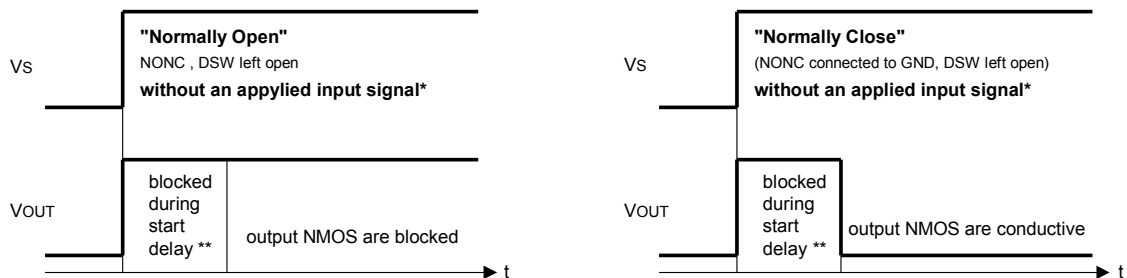 "Normally Open"
NONC , DSW left open
without an appylied input signal*
VS
blocked
during
start
delay **
output NMOS are blocked
VOUT
t
"Normally Close"
(NONC connected to GND, DSW left open)
without an applied input signal*
VS
blocked
during
start
delay **
output NMOS are conductive
VOUT
t